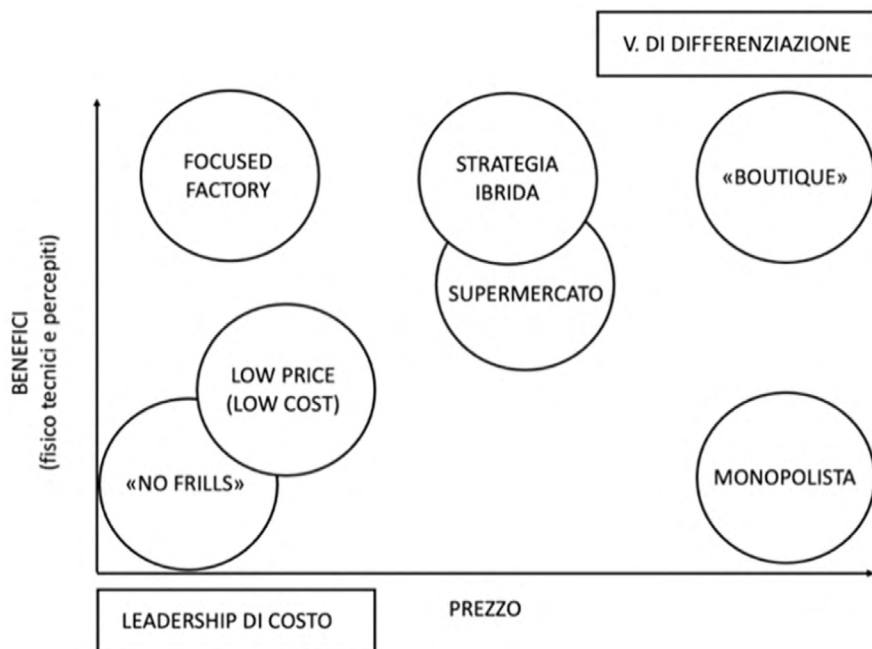 V. DI DIFFERENZIAZIONE
FOCUSED
FACTORY
STRATEGIA
IBRIDA
«BOUTIQUE»
SUPERMERCATO
BENEFICI
(fisico tecnici e percepiti)
LOW PRICE
(LOW COST)
«NO FRILLS»
MONOPOLISTA
PREZZO
LEADERSHIP DI COSTO